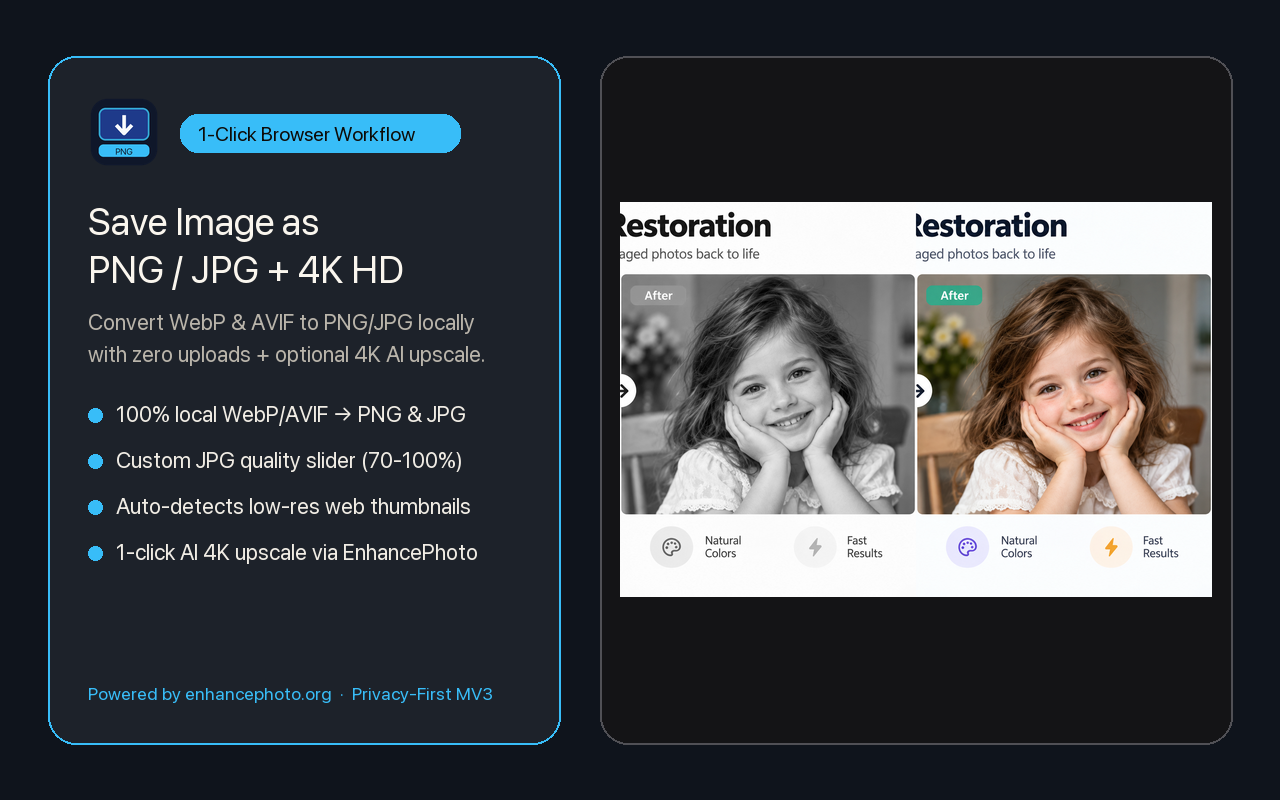 PNG
1-Click Browser Workflow
Save Image as
PNG / JPG + 4K HD
Convert WebP & AVIF to PNG/JPG locally
with zero uploads + optional 4K AI upscale.
100% local WebP/AVIF → PNG & JPG
Custom JPG quality slider (70-100%)
Auto-detects low-res web thumbnails
1-click AI 4K upscale via EnhancePhoto
Powered by enhancephoto.org · Privacy-First MV3
Restoration
aged photos back to life
After
Natural
Colors
Fast
Results
Restoration
aged photos back to life
After
Natural
Colors
Fast
Results